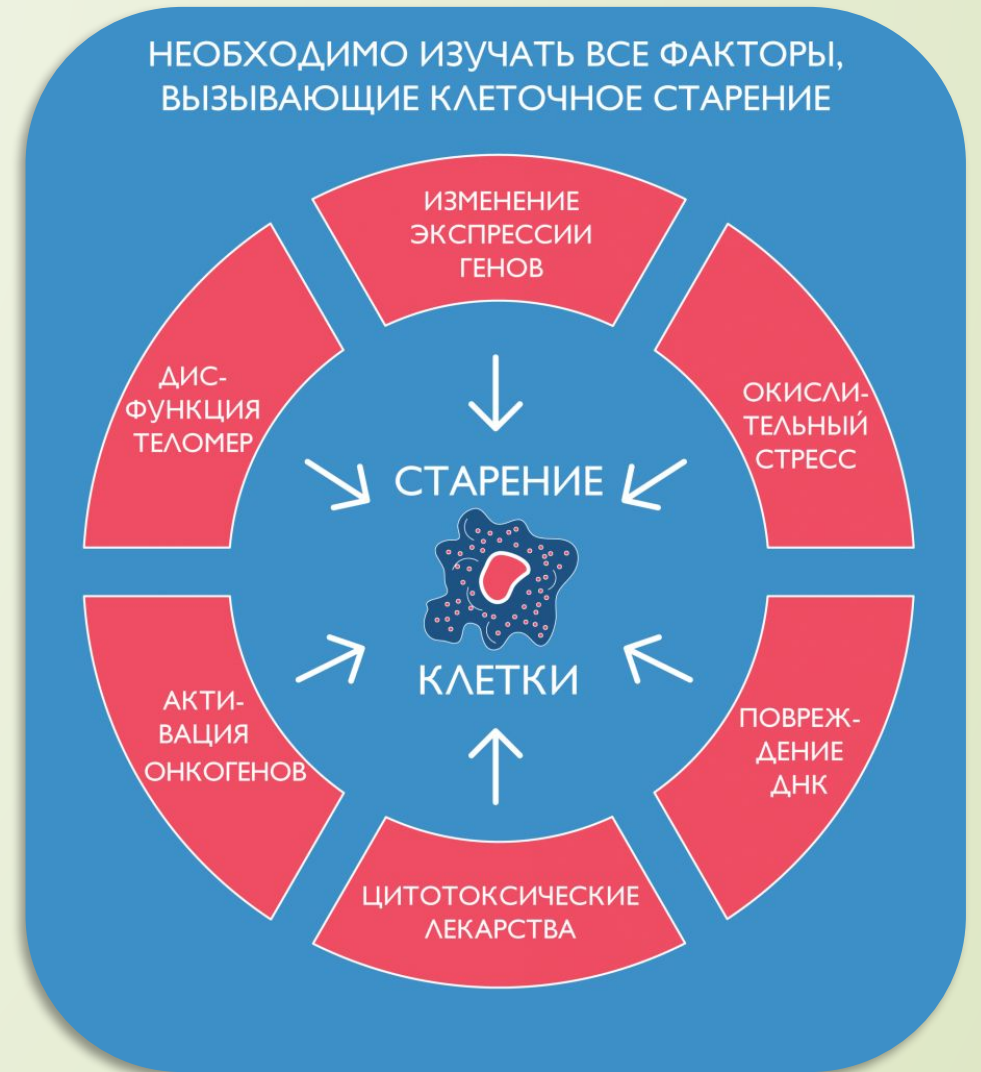 НЕОБХОДИМО ИЗУЧАТЬ ВСЕ ФАКТОРЫ,
ВЫЗЫВАЮЩИЕ КЛЕТОЧНОЕ СТАРЕНИЕ
ИЗМЕНЕНИЕ
ЭКСПРЕССИИ
ГЕНОВ
ДИС-
ФУНКЦИЯ
ТЕЛОМЕР
ОКИСЛИ-
ТЕЛЬНЫЙ
СТРЕСС
СТАРЕНИЕ
КЛЕТКИ
АКТИ-
ВАЦИЯ
ОНКОГЕНОВ
ПОВРЕЖ-
ДЕНИЕ
ДНК
ЦИТОТОКСИЧЕСКИЕ
ЛЕКАРСТВА